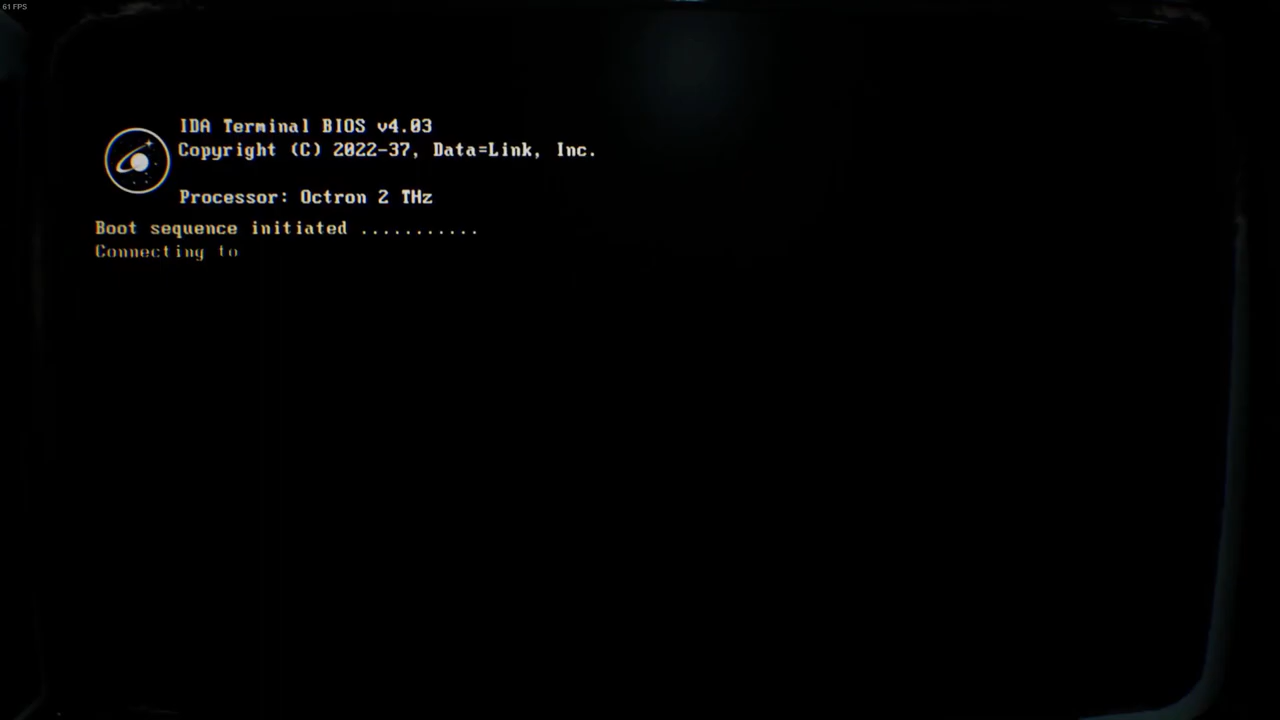 61 FPS
IDA Terminal BIOS v4.03
Copyright (C) 2022-37, Data=Link, Inc.
Processor: Octron 2 THz
Boot sequence initiated ...........
Connecting to